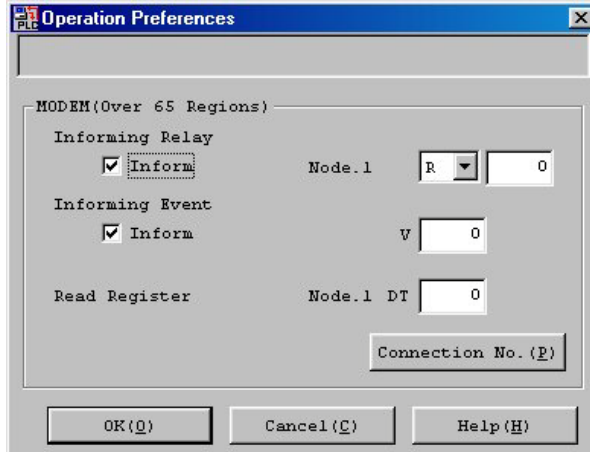 PLC Operation Preferences
MODEM(Over 65 Regions)
Informing Relay
Inform Node.1 R 0
Informing Event
Inform V 0
Read Register Node.1 DT 0
Connection No.(P)
OK(O) Cancel(C) Help(H)